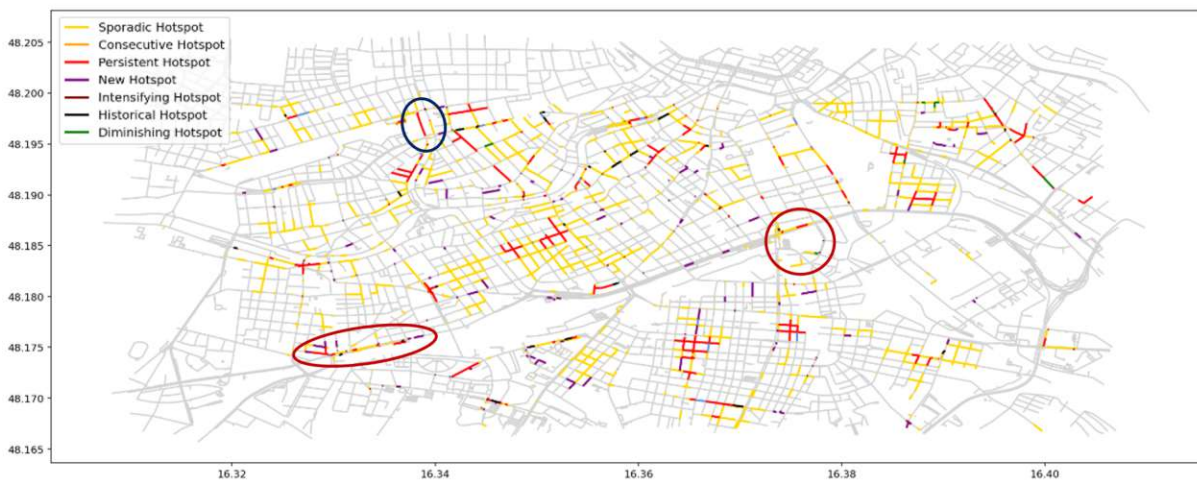 Sporadic Hotspot
Consecutive Hotspot
Persistent Hotspot
New Hotspot
Intensifying Hotspot
Historical Hotspot
Diminishing Hotspot
48.205
48.200
48.195
48.190
48.185
48.180
48.175
48.170
48.165
16.32 16.34 16.36 16.38 16.40